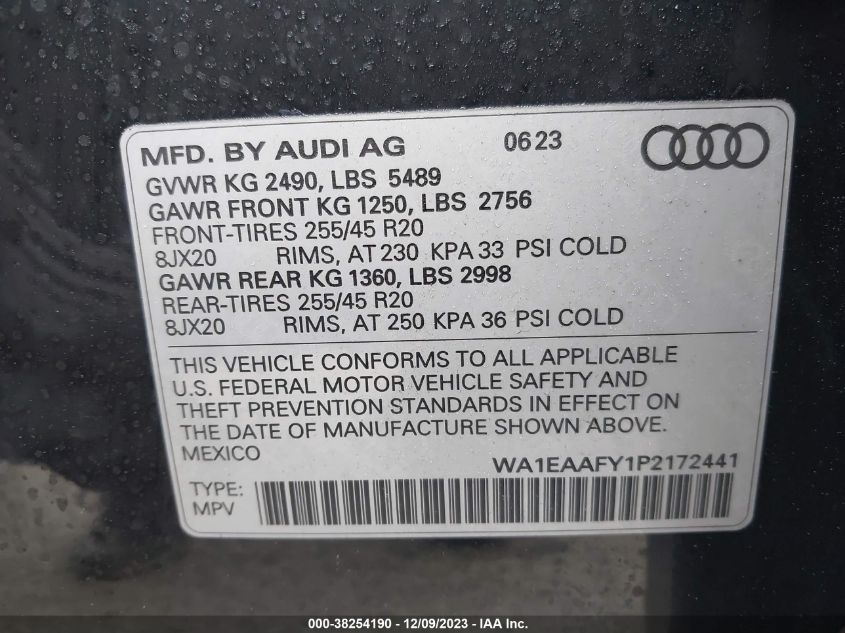 MFD. BY AUDI AG 0623
GVWR KG 2490, LBS 5489
GAWR FRONT KG 1250, LBS 2756
FRONT-TIRES 255/45 R20
8JX20 RIMS, AT 230 KPA 33 PSI COLD
GAWR REAR KG 1360, LBS 2998
REAR-TIRES 255/45 R20
8JX20 RIMS, AT 250 KPA 36 PSI COLD
THIS VEHICLE CONFORMS TO ALL APPLICABLE
U.S. FEDERAL MOTOR VEHICLE SAFETY AND
THEFT PREVENTION STANDARDS IN EFFECT ON
THE DATE OF MANUFACTURE SHOWN ABOVE.
MEXICO WA1EAAFY1P2172441
TYPE:
MPV
000-38254190 - 12/09/2023 - IAA Inc.